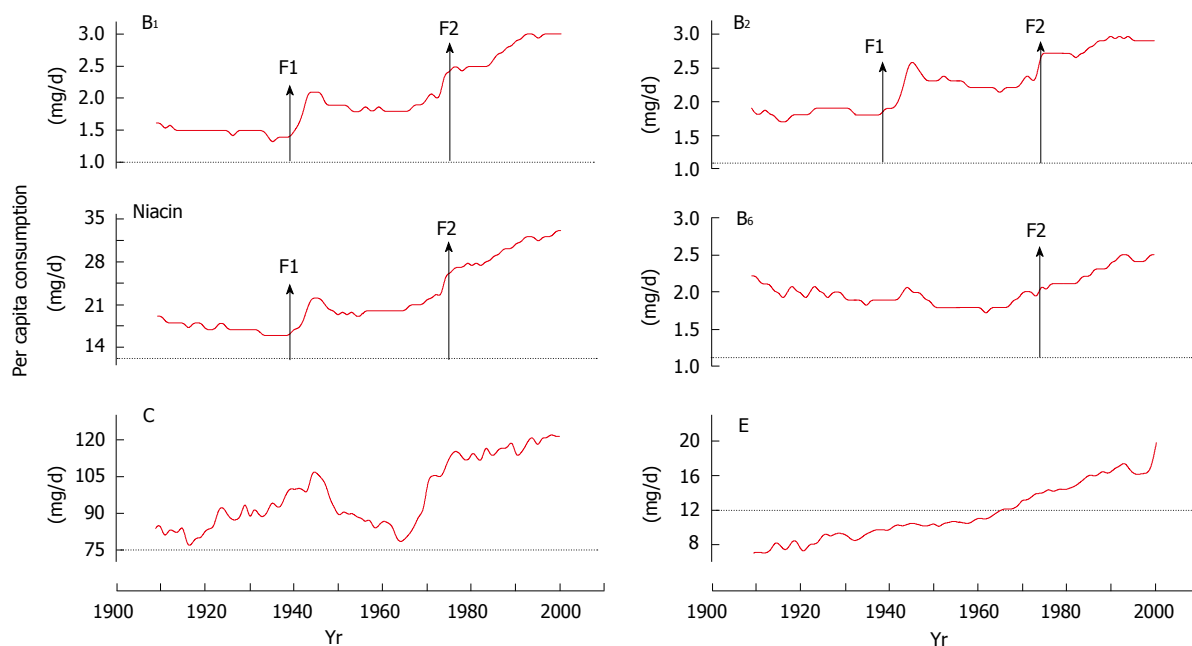 Per capita consumption
B1
(mg/d)
3.0
2.5
2.0
1.5
1.0
F1
F2
B2
(mg/d)
3.0
2.5
2.0
1.5
1.0
F1
F2
Niacin
(mg/d)
35
28
21
14
F1
F2
B6
(mg/d)
3.0
2.5
2.0
1.5
1.0
F2
C
(mg/d)
120
105
90
75
1900 1920 1940 1960 1980 2000
Yr
E
(mg/d)
20
16
12
8
1900 1920 1940 1960 1980 2000
Yr